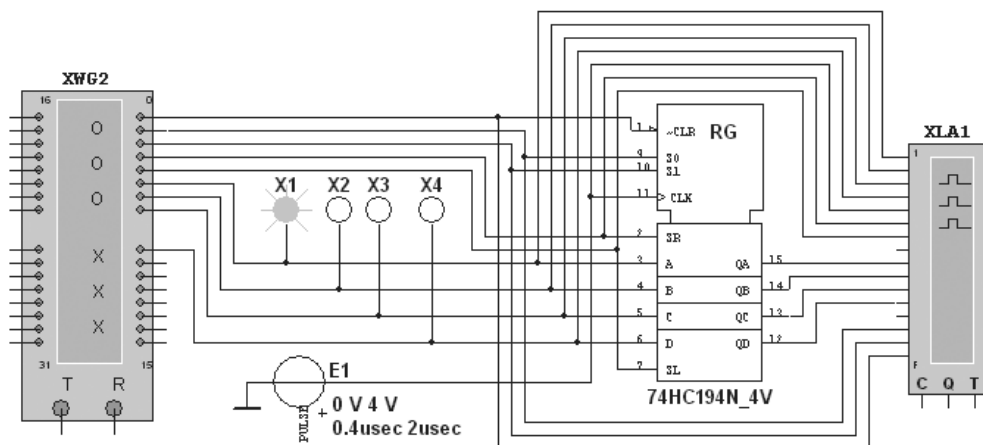 XWG2
16 0
O
O
O
X
X
X
31 15
T R
X1 X2 X3 X4
E1
0 V 4 V
0.4usec 2usec
PULSE
+
RG
1 ~CLR
9 S0
10 S1
11 CLK
2 SR
3 A QA 15
4 B QB 14
5 C QC 13
6 D QD 12
7 SL
74HC194N_4V
XLA1
1
F
C Q T